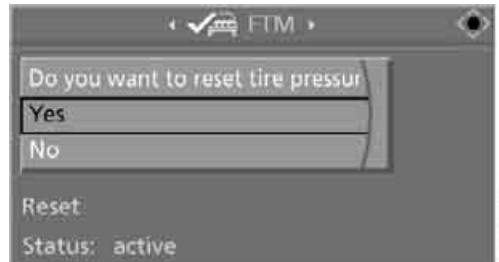 FTM
Do you want to reset tire pressur
Yes
No
Reset
Status: active